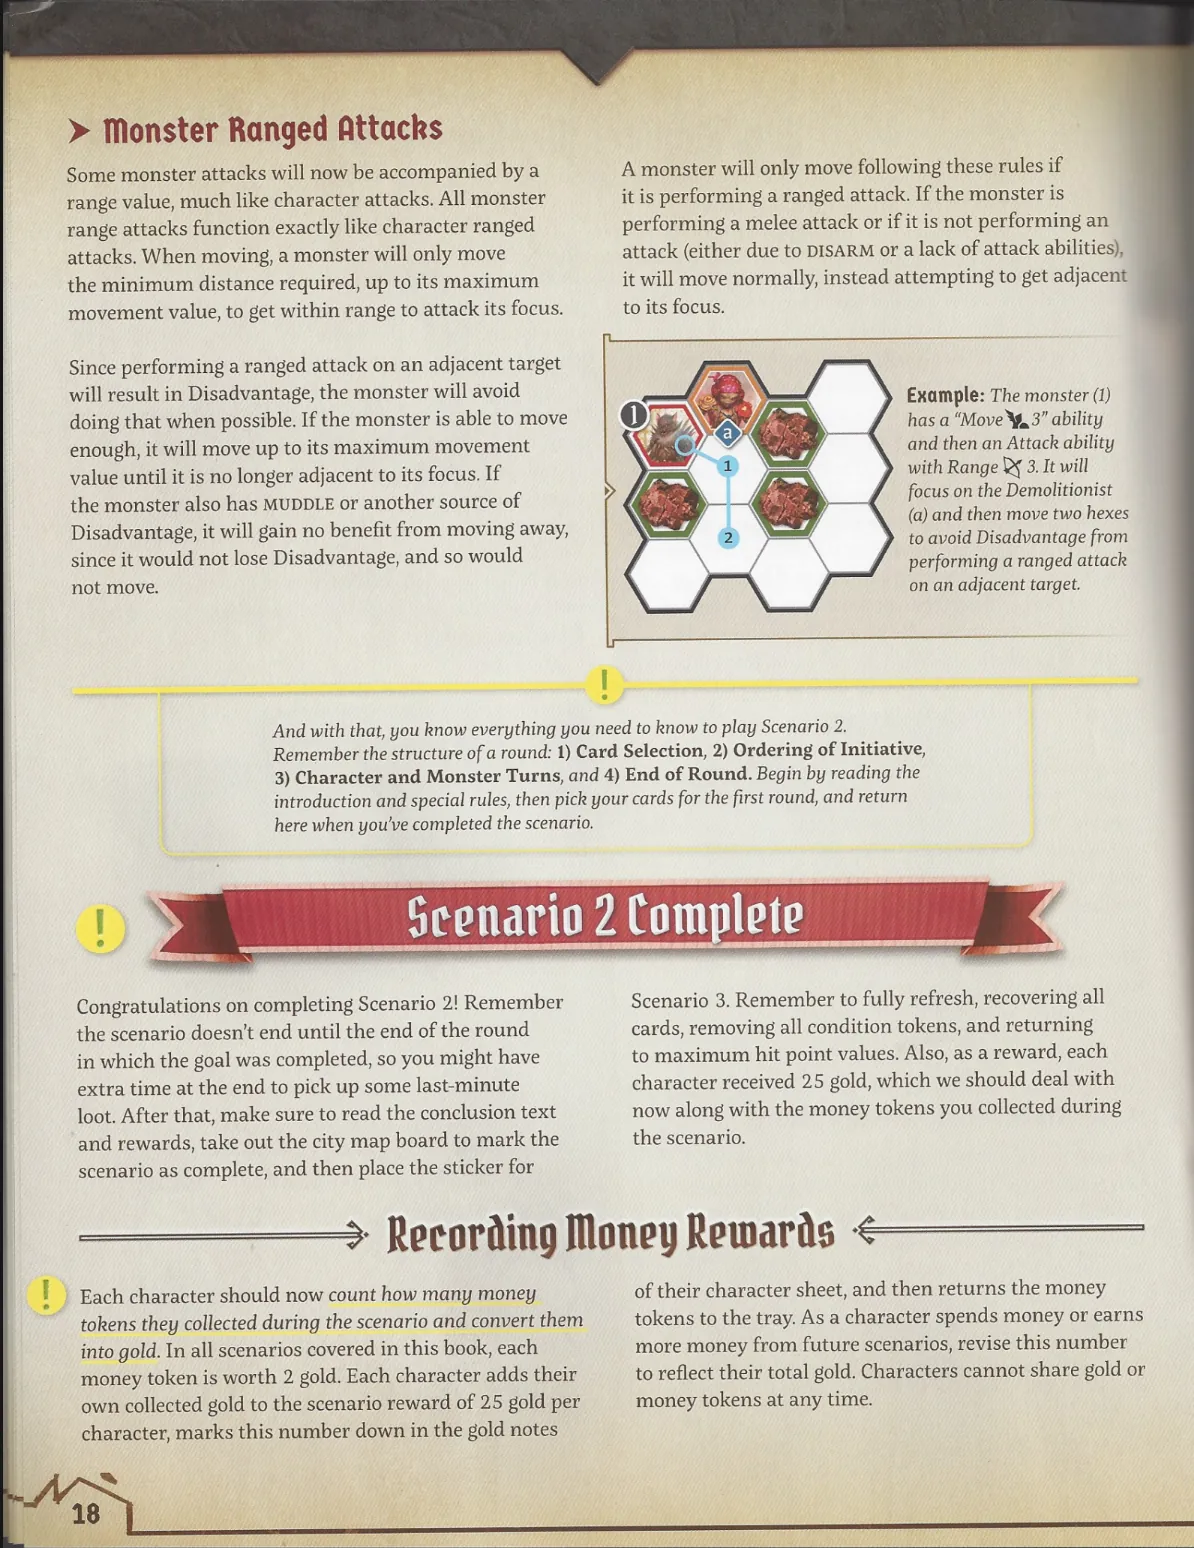 Monster Ranged Attacks
Some monster attacks will now be accompanied by a
range value, much like character attacks. All monster
range attacks function exactly like character ranged
attacks. When moving, a monster will only move
the minimum distance required, up to its maximum
movement value, to get within range to attack its focus.
Since performing a ranged attack on an adjacent target
will result in Disadvantage, the monster will avoid
doing that when possible. If the monster is able to move
enough, it will move up to its maximum movement
value until it is no longer adjacent to its focus. If
the monster also has MUDDLE or another source of
Disadvantage, it will gain no benefit from moving away,
since it would not lose Disadvantage, and so would
not move.
A monster will only move following these rules if
it is performing a ranged attack. If the monster is
performing a melee attack or if it is not performing an
attack (either due to DISARM or a lack of attack abilities),
it will move normally, instead attempting to get adjacent
to its focus.
1
a
1
2
Example: The monster (1)
has a "Move 3" ability
and then an Attack ability
with Range 3. It will
focus on the Demolitionist
(a) and then move two hexes
to avoid Disadvantage from
performing a ranged attack
on an adjacent target.
!
And with that, you know everything you need to know to play Scenario 2.
Remember the structure of a round: 1) Card Selection, 2) Ordering of Initiative,
3) Character and Monster Turns, and 4) End of Round. Begin by reading the
introduction and special rules, then pick your cards for the first round, and return
here when you've completed the scenario.
!
Scenario 2 Complete
Congratulations on completing Scenario 2! Remember
the scenario doesn't end until the end of the round
in which the goal was completed, so you might have
extra time at the end to pick up some last-minute
loot. After that, make sure to read the conclusion text
and rewards, take out the city map board to mark the
scenario as complete, and then place the sticker for
Scenario 3. Remember to fully refresh, recovering all
cards, removing all condition tokens, and returning
to maximum hit point values. Also, as a reward, each
character received 25 gold, which we should deal with
now along with the money tokens you collected during
the scenario.
Recording Money Rewards
!
Each character should now count how many money
tokens they collected during the scenario and convert them
into gold. In all scenarios covered in this book, each
money token is worth 2 gold. Each character adds their
own collected gold to the scenario reward of 25 gold per
character, marks this number down in the gold notes
of their character sheet, and then returns the money
tokens to the tray. As a character spends money or earns
more money from future scenarios, revise this number
to reflect their total gold. Characters cannot share gold or
money tokens at any time.
18